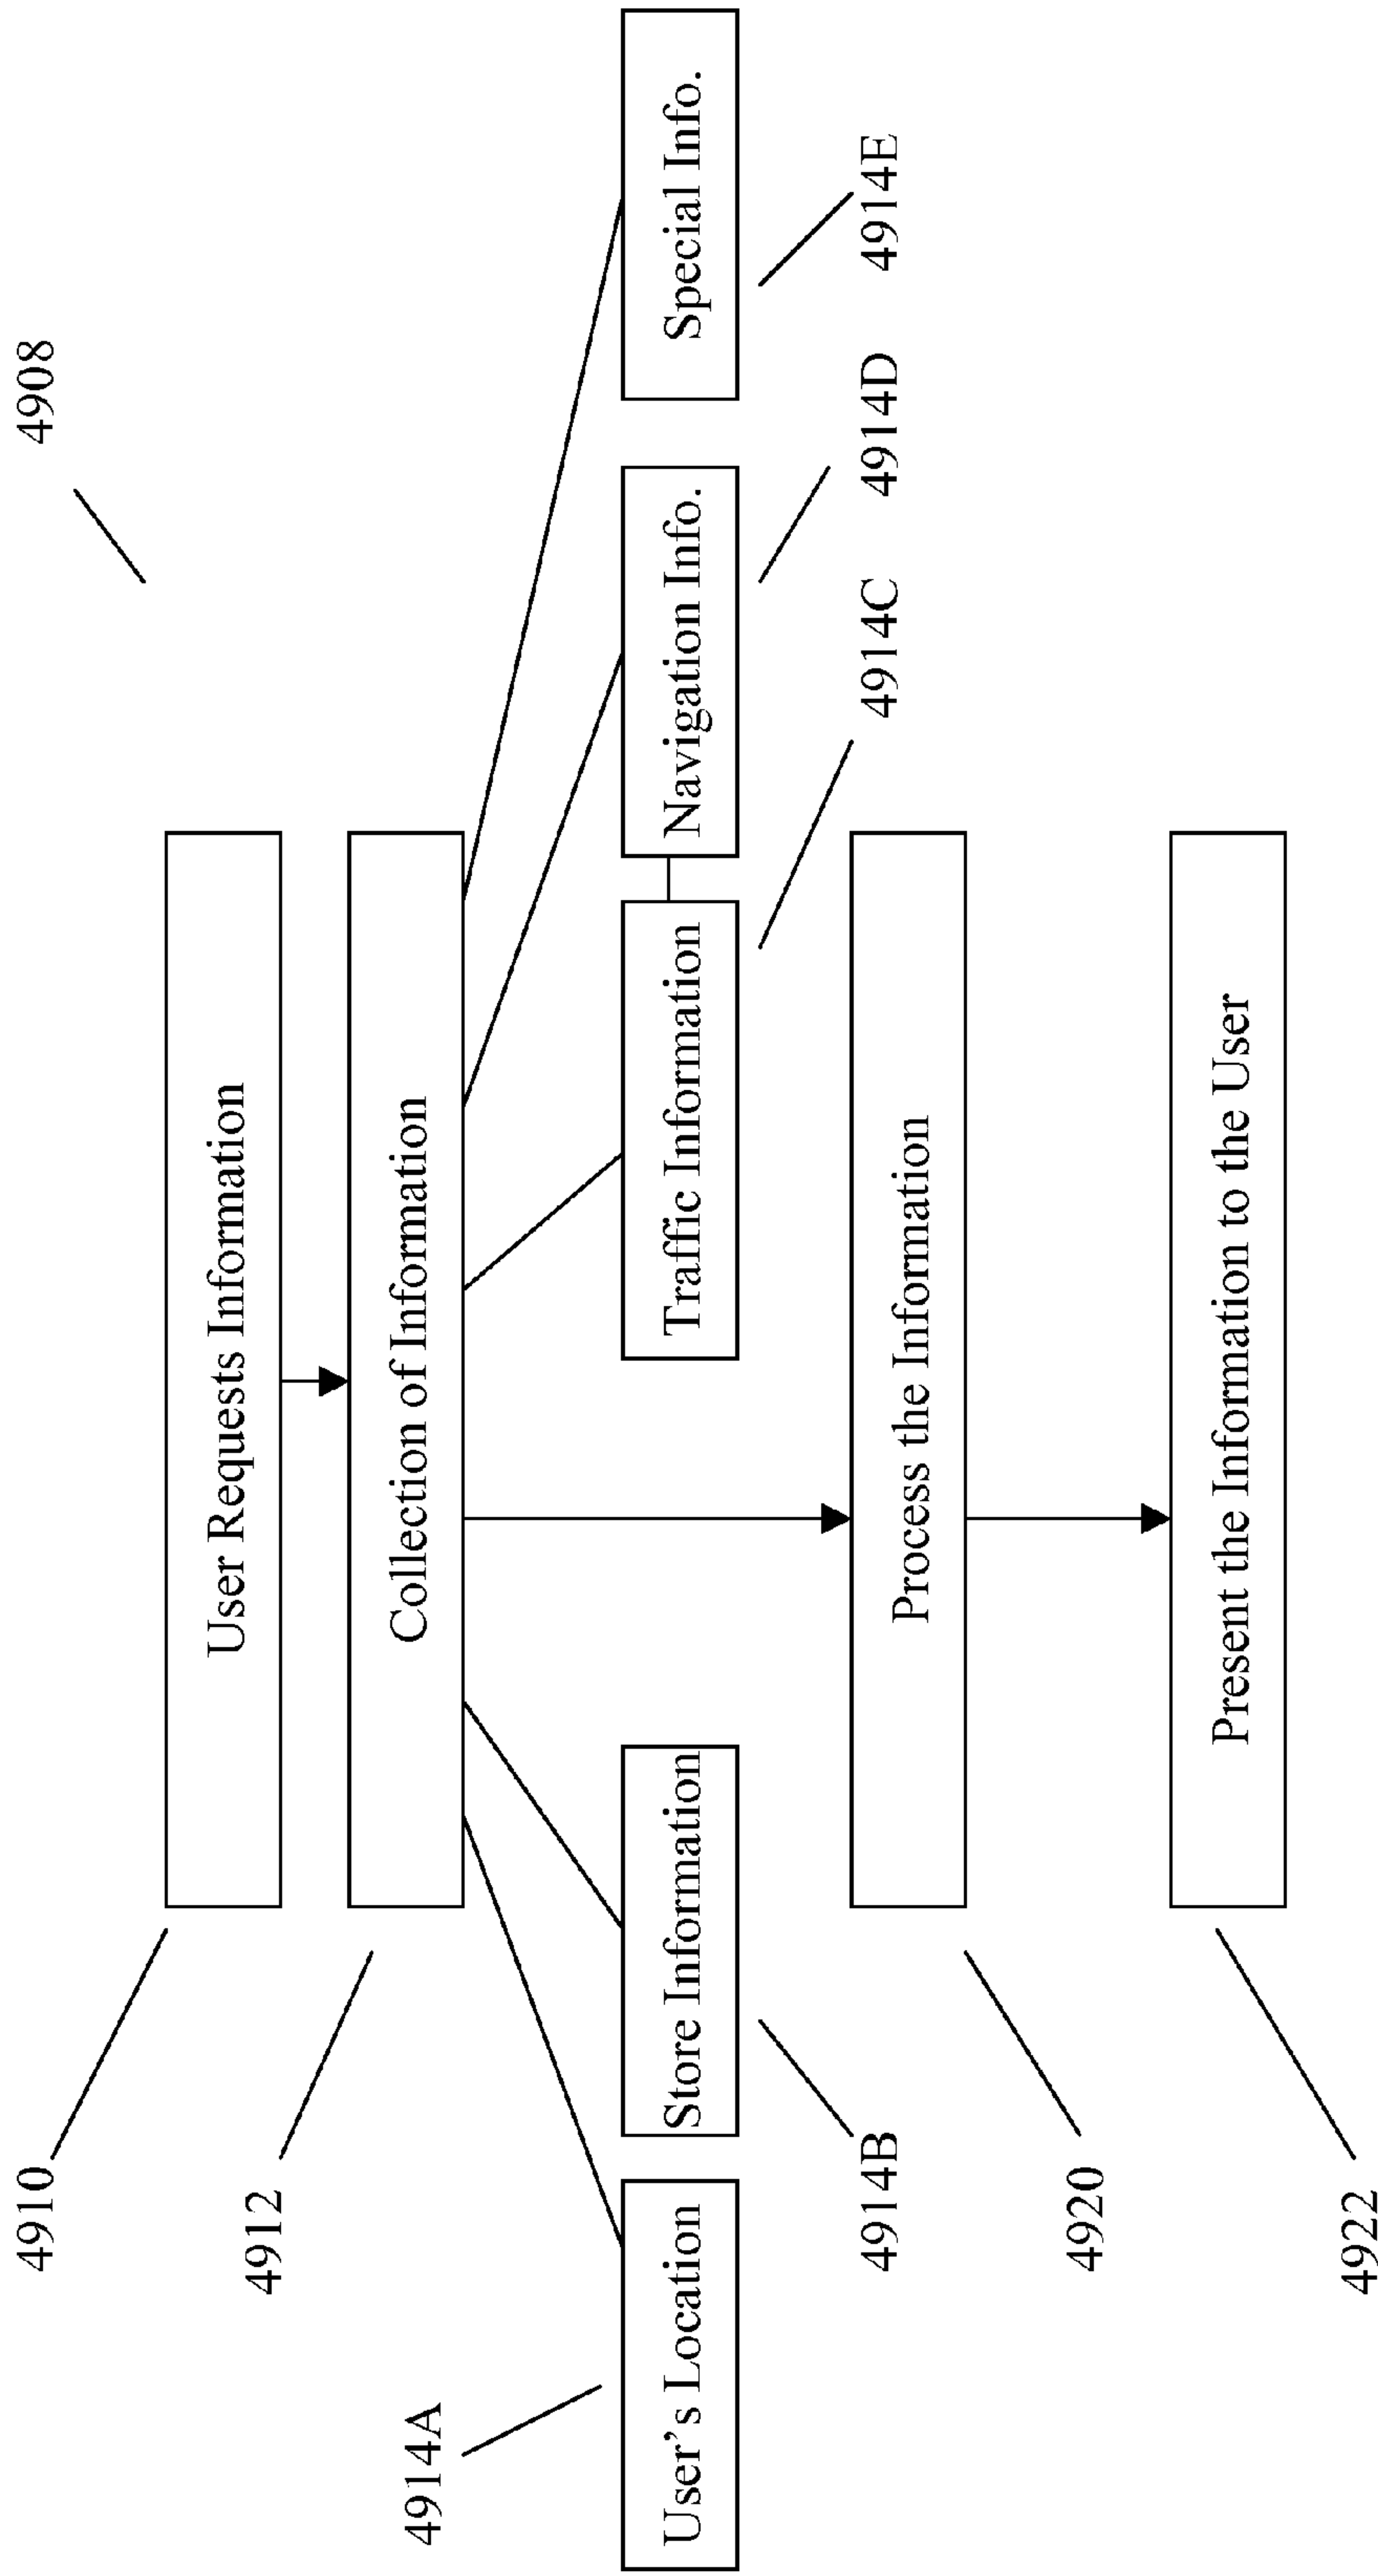 4908
4910
User Requests Information
4912
Collection of Information
4914A
User’s Location
Store Information
Traffic Information
Navigation Info.
Special Info.
4914B
4914C
4914D
4914E
Process the Information
4920
Present the Information to the User
4922